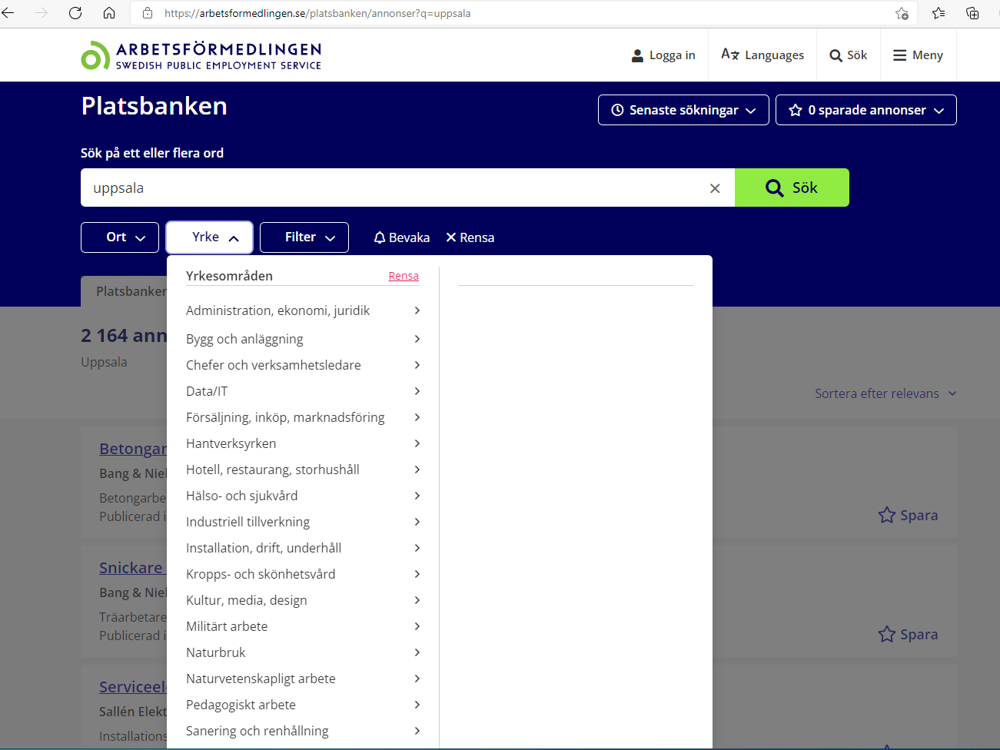 https://arbetsformedlingen.se/platsbanken/annonser?q=uppsala
ARBETSFÖRMEDLINGEN
SWEDISH PUBLIC EMPLOYMENT SERVICE
Logga in
Languages
Sök
Meny
Platsbanken
Senaste sökningar
0 sparade annonser
Sök på ett eller flera ord
uppsala
Sök
Ort
Yrke
Filter
Bevaka
Rensa
Yrkesområden
Rensa
Platsbanken
Administration, ekonomi, juridik
2 164 ann
Bygg och anläggning
Uppsala
Chefer och verksamhetsledare
Data/IT
Sortera efter relevans
Försäljning, inköp, marknadsföring
Betongar
Hantverksyrken
Bang & Niel
Hotell, restaurang, storhushåll
Betongarbe
Hälso- och sjukvård
Publicerad i
Spara
Industriell tillverkning
Installation, drift, underhåll
Snickare
Kropps- och skönhetsvård
Bang & Niel
Kultur, media, design
Träarbetare
Militärt arbete
Publicerad i
Spara
Naturbruk
Naturvetenskapligt arbete
Serviceel
Pedagogiskt arbete
Sallén Elekt
Sanering och renhållning
Installations